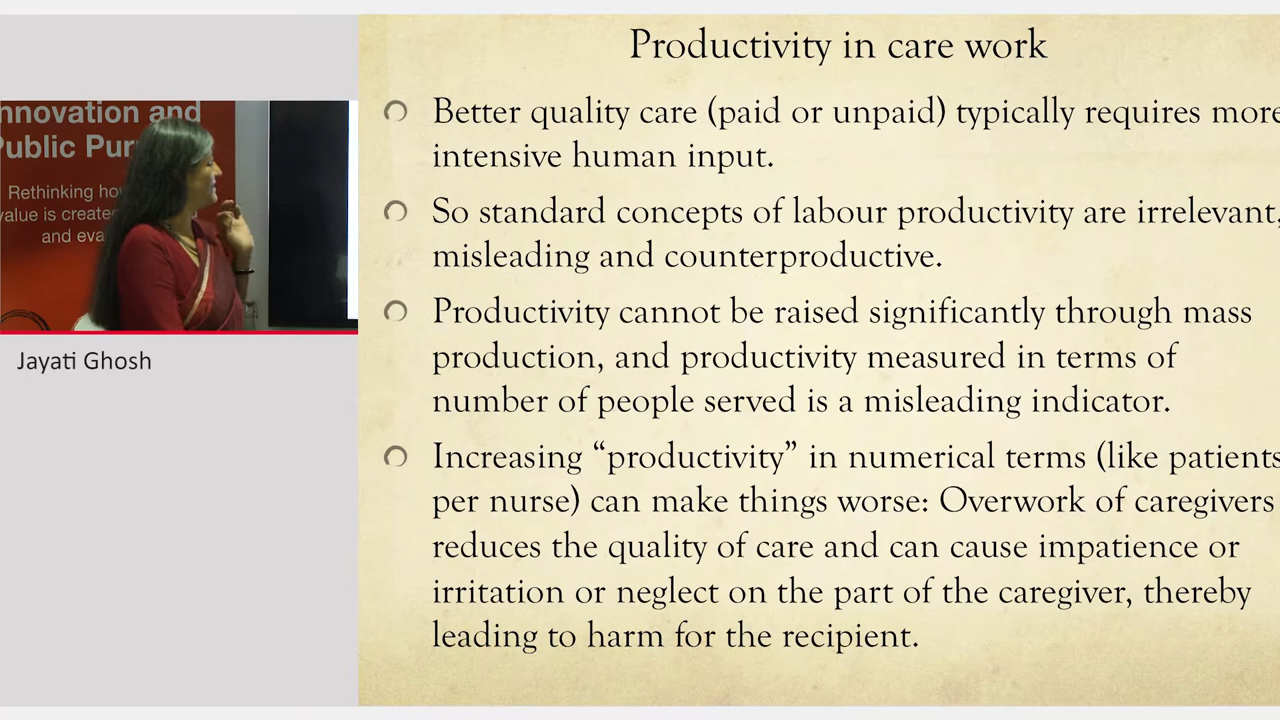 Productivity in care work
Better quality care (paid or unpaid) typically requires more
intensive human input.
So standard concepts of labour productivity are irrelevant,
misleading and counterproductive.
Productivity cannot be raised significantly through mass
production, and productivity measured in terms of
number of people served is a misleading indicator.
Increasing “productivity” in numerical terms (like patients
per nurse) can make things worse: Overwork of caregivers
reduces the quality of care and can cause impatience or
irritation or neglect on the part of the caregiver, thereby
leading to harm for the recipient.
nnovation and
Public Pur
Rethinking ho
value is create
and eva
Jayati Ghosh